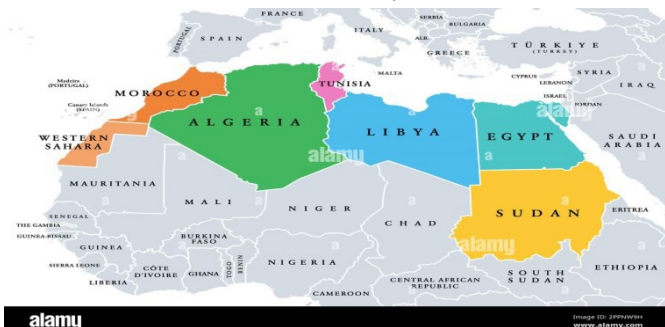 FRANCE
SERBIA
BULGARIA
PORTUGAL
SPAIN
ITALY
ALB.
GREECE
TÜRKIYE
(TURKEY)
Madeira
(PORTUGAL)
MALTA
CYPRUS
LEBANON
SYRIA
IRAQ
Canary Islands
(SPAIN)
MOROCCO
TUNISIA
ISRAEL
JORDAN
ALGERIA
LIBYA
EGYPT
WESTERN
SAHARA
SAUDI
ARABIA
alamy
MAURITANIA
MALI
NIGER
CHAD
SUDAN
ERITREA
SENEGAL
THE GAMBIA
GUINEA-BISSAU
BURKINA
FASO
GUINEA
NIGERIA
alamy
SIERRA LEONE
CÔTE
D'IVOIRE
GHANA
TOGO
BENIN
LIBERIA
CENTRAL AFRICAN
REPUBLIC
SOUTH
SUDAN
ETHIOPIA
CAMEROON
alamy
Image ID: 2PPNW9H
www.alamy.com